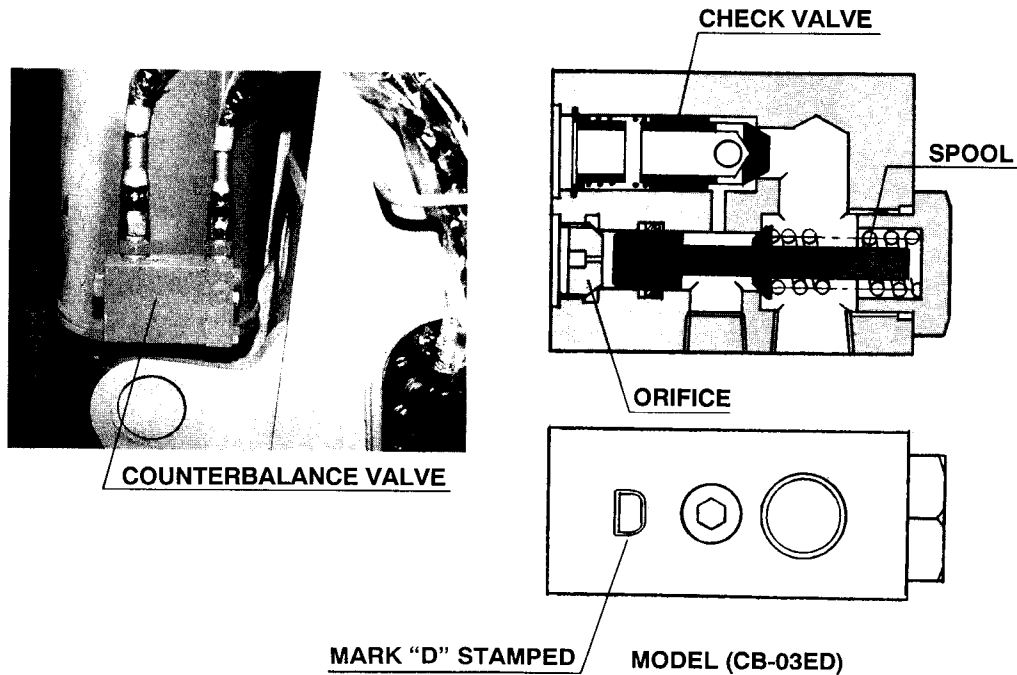 CHECK VALVE
SPOOL
ORIFICE
COUNTERBALANCE VALVE
D
MARK “D” STAMPED
MODEL (CB-03ED)